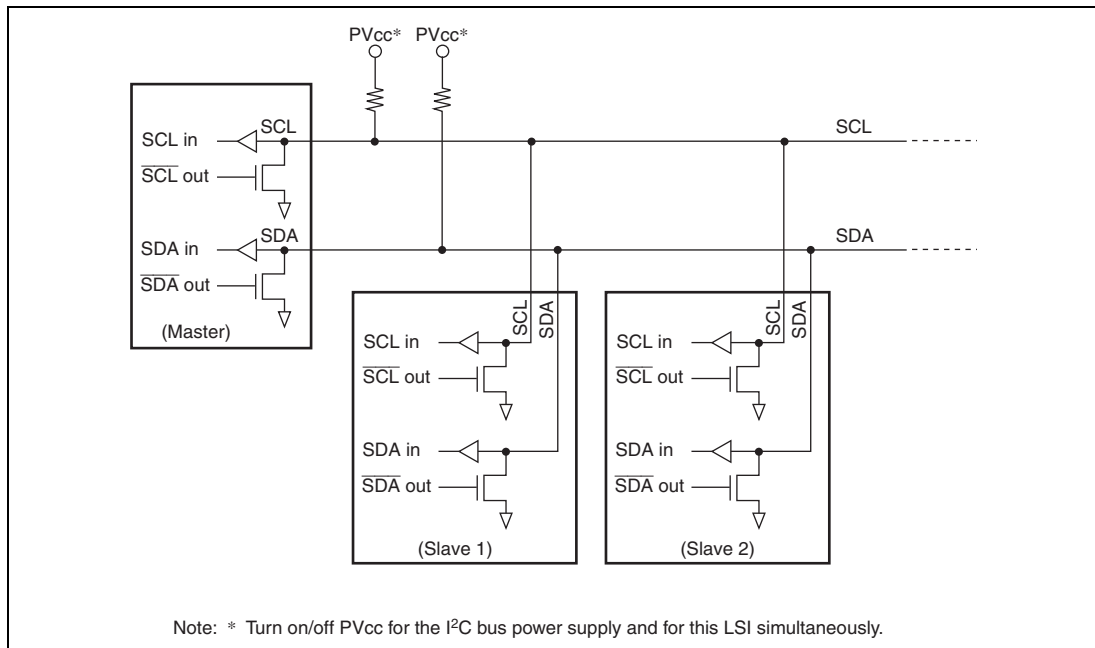 PVcc* PVcc*
SCL in
SCL
SCL
SCL out
SDA in
SDA
SDA
SDA out
(Master)
SCL
SDA
SCL
SDA
SCL in
SCL in
SCL out
SCL out
SDA in
SDA in
SDA out
SDA out
(Slave 1)
(Slave 2)
Note: * Turn on/off PVcc for the I²C bus power supply and for this LSI simultaneously.